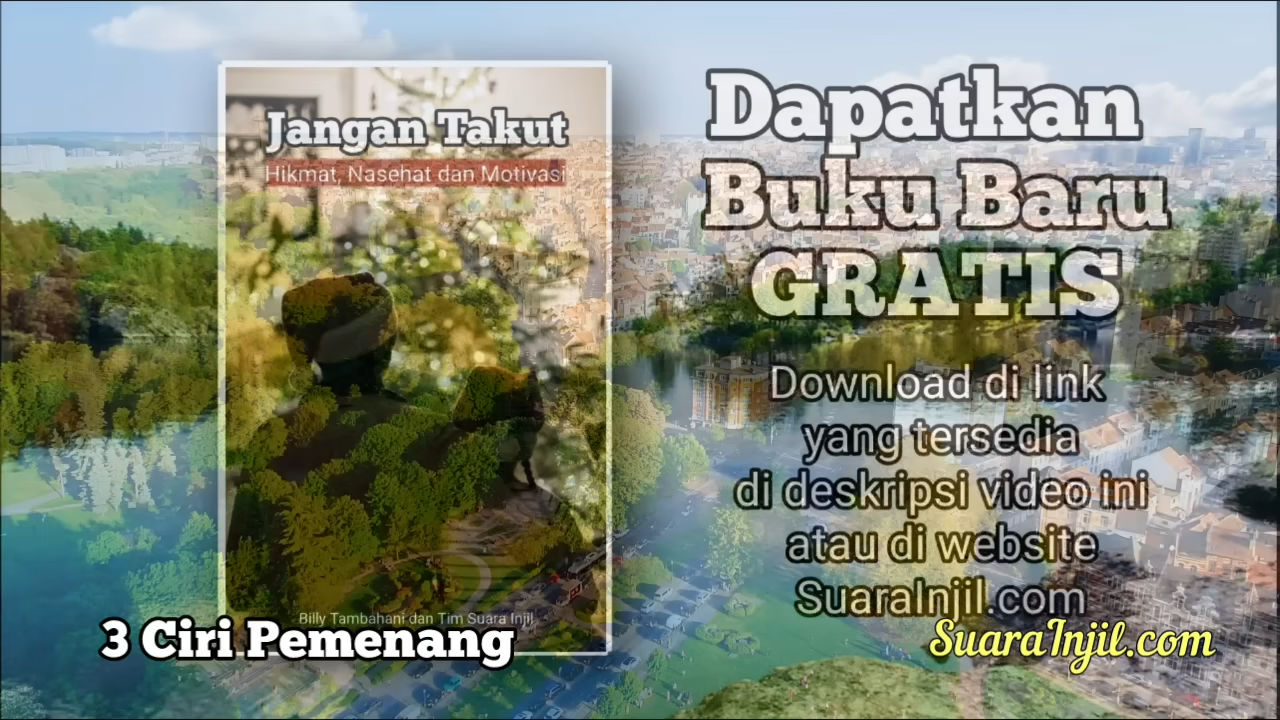 Jangan Takut
Hikmat, Nasehat dan Motivasi
Billy Tambahani dan Tim Suara Injil
Dapatkan
Buku Baru
GRATIS
Download di link
yang tersedia
di deskripsi video ini
atau di website
SuaraInjil.com
3 Ciri Pemenang
SuaraInjil.com